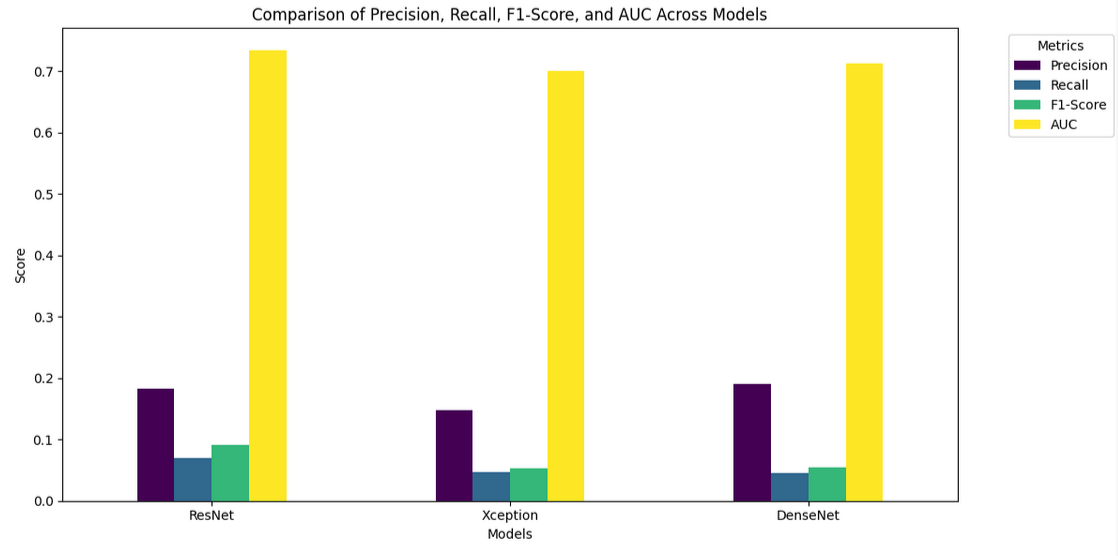 Comparison of Precision, Recall, F1-Score, and AUC Across Models
Metrics
Precision
Recall
F1-Score
AUC
Score
0.7
0.6
0.5
0.4
0.3
0.2
0.1
0.0
ResNet
Xception
DenseNet
Models